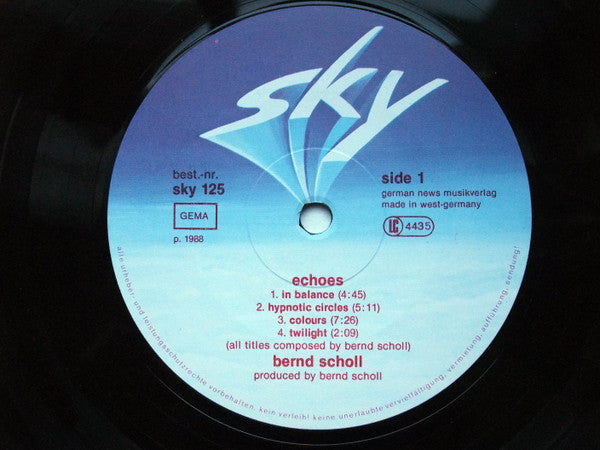 sky
best.-nr.
sky 125
GEMA
p. 1988
side 1
german news musikverlag
made in west-germany
LC 4435
echoes
1. in balance (4:45)
2. hypnotic circles (5:11)
3. colours (7:26)
4. twilight (2:09)
(all titles composed by bernd scholl)
bernd scholl
produced by bernd scholl
alle urheber- und leistungsschutzrechte vorbehalten. kein verleih! keine unerlaubte vervielfältigung, vermietung, aufführung, sendung!